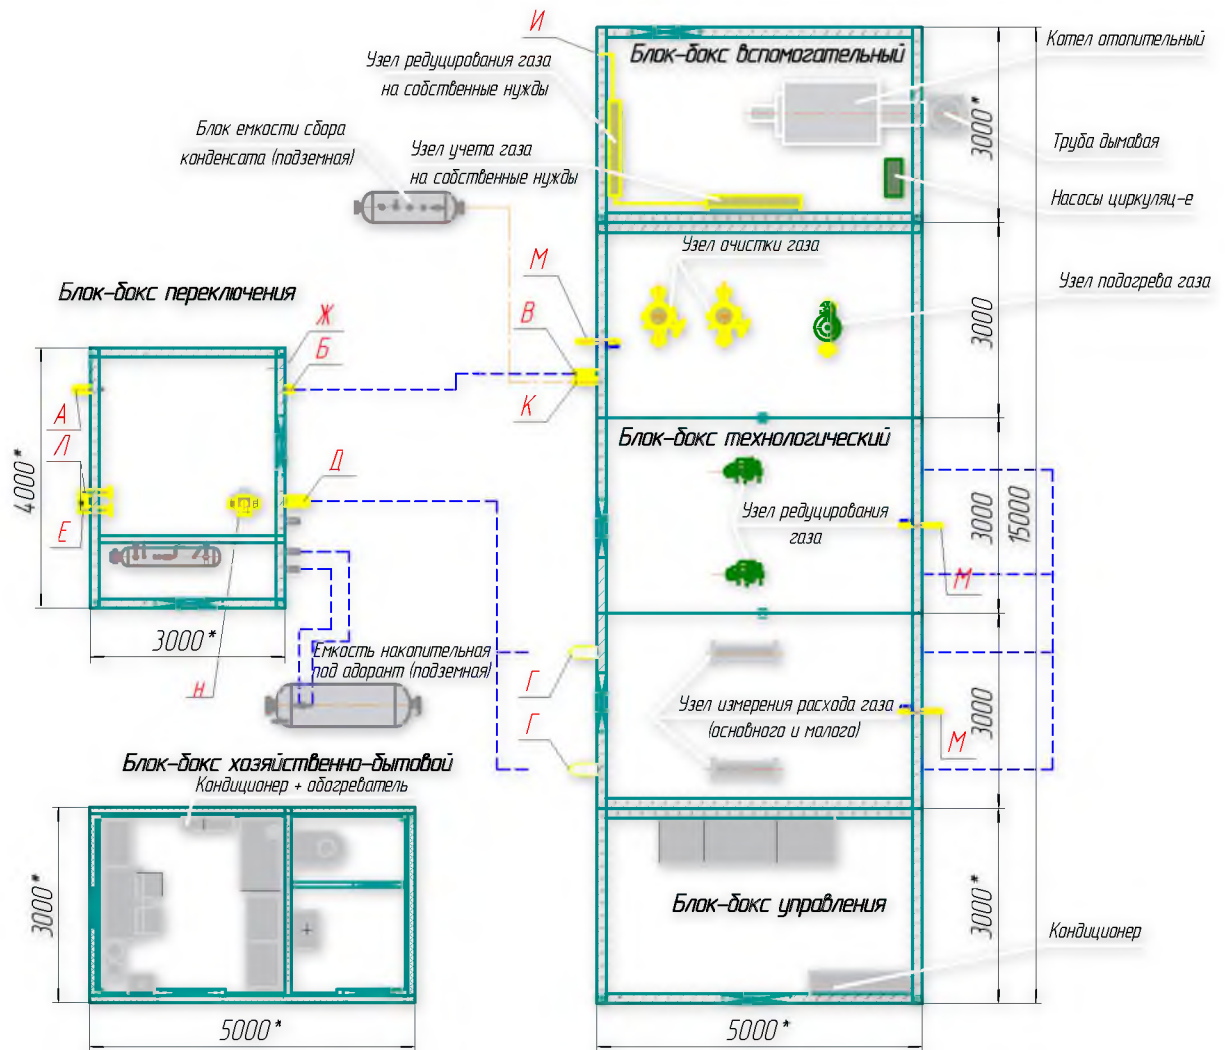 И
Блок-бокс вспомогательный
Котел отопительный
Узел редуцирования газа
на собственные нужды
3000*
Труба дымовая
Блок емкости сбора
конденсата (подземная)
Узел учета газа
на собственные нужды
Насосы циркуляц-е
М
Узел очистки газа
Узел подогрева газа
Блок-бокс переключения
Ж
В
3000
Б
А
К
Л
Блок-бокс технологический
Д
4000*
Е
Узел редуцирования
газа
3000
15000
М
3000*
Емкость накопительная
под одорант (подземная)
н
Г
Узел измерения расхода газа
(основного и малого)
Г
М
3000
Блок-бокс хозяйственно-бытовой
Кондиционер + обогреватель
3000*
Блок-бокс управления
3000*
Кондиционер
5000*
5000*